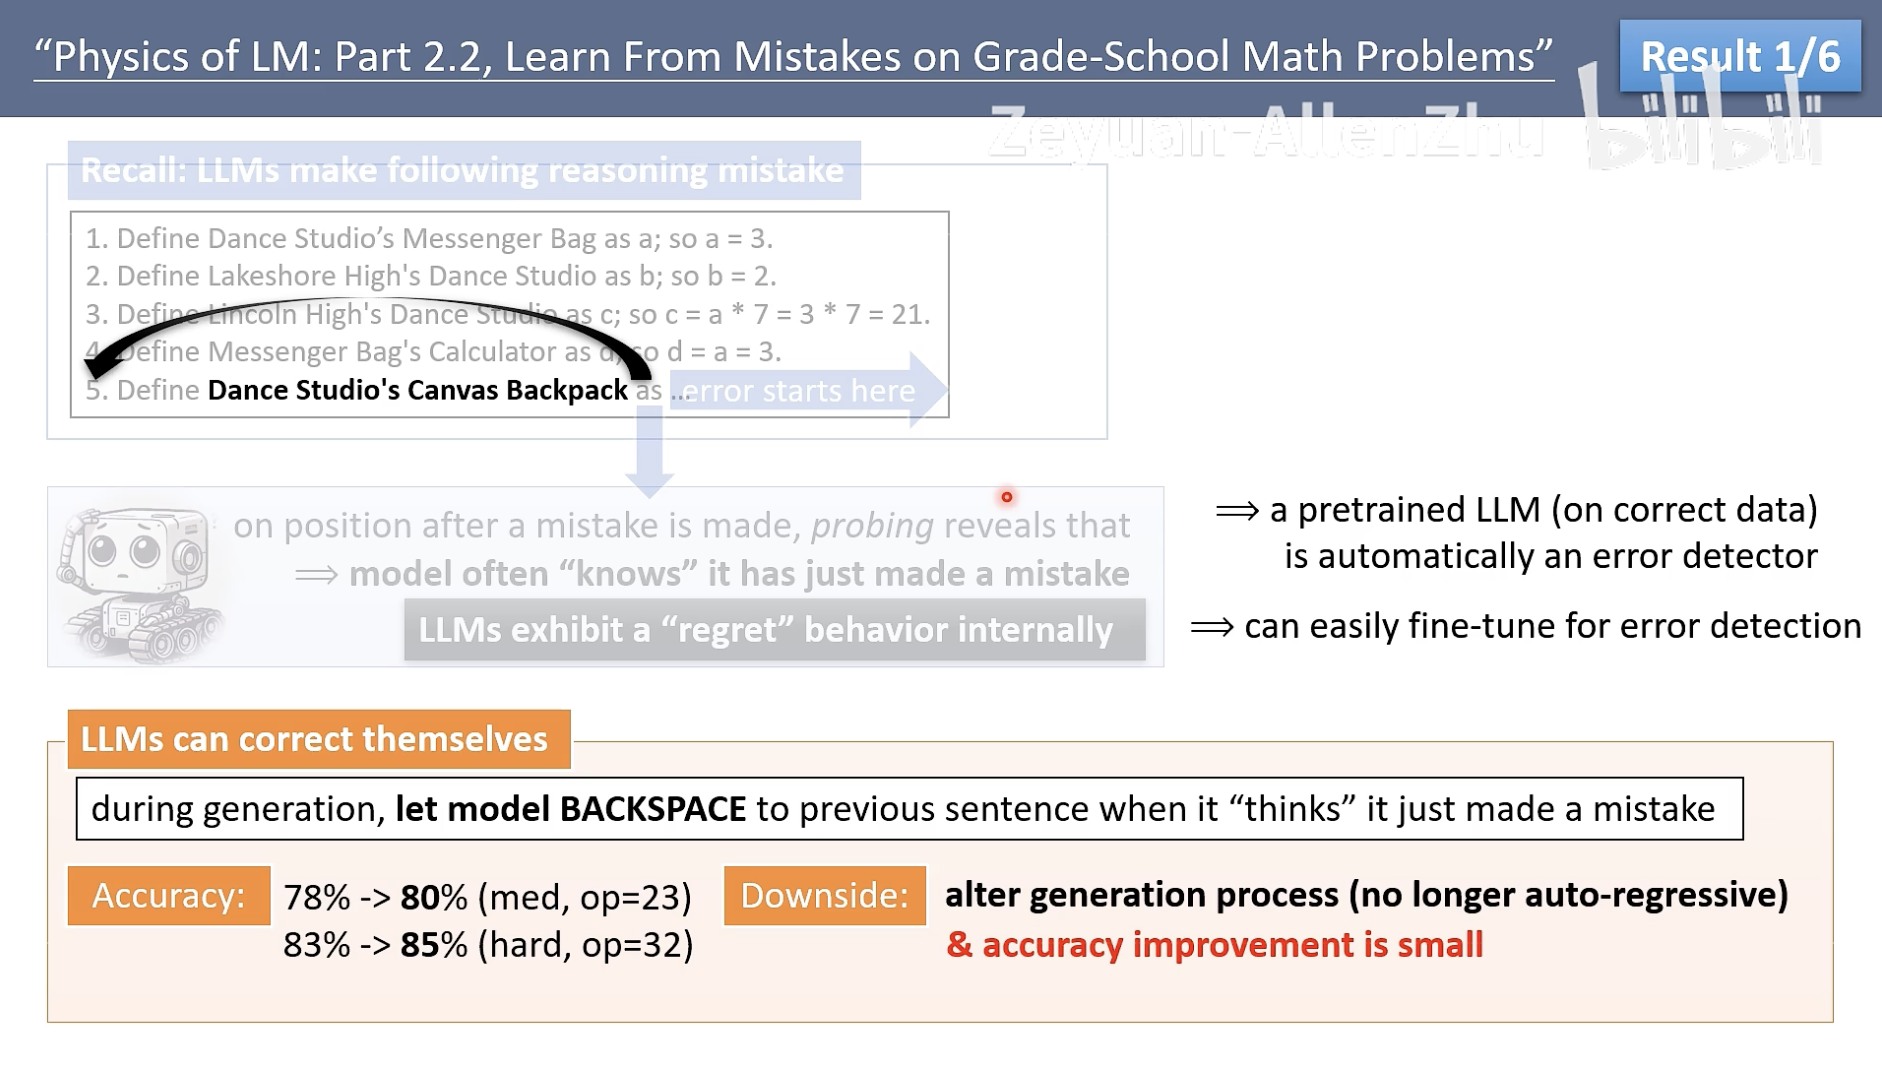 “Physics of LM: Part 2.2, Learn From Mistakes on Grade-School Math Problems”
Result 1/6
Zeyuan-AllenZhu bilibili
Recall: LLMs make following reasoning mistake
1. Define Dance Studio’s Messenger Bag as a; so a = 3.
2. Define Lakeshore High's Dance Studio as b; so b = 2.
3. Define Lincoln High's Dance Studio as c; so c = a * 7 = 3 * 7 = 21.
4. Define Messenger Bag's Calculator as d; so d = a = 3.
5. Define Dance Studio's Canvas Backpack as ... error starts here
on position after a mistake is made, probing reveals that
⟹ model often “knows” it has just made a mistake
LLMs exhibit a “regret” behavior internally
⟹ a pretrained LLM (on correct data)
is automatically an error detector
⟹ can easily fine-tune for error detection
LLMs can correct themselves
during generation, let model BACKSPACE to previous sentence when it “thinks” it just made a mistake
Accuracy: 78% -> 80% (med, op=23)
83% -> 85% (hard, op=32)
Downside: alter generation process (no longer auto-regressive)
& accuracy improvement is small